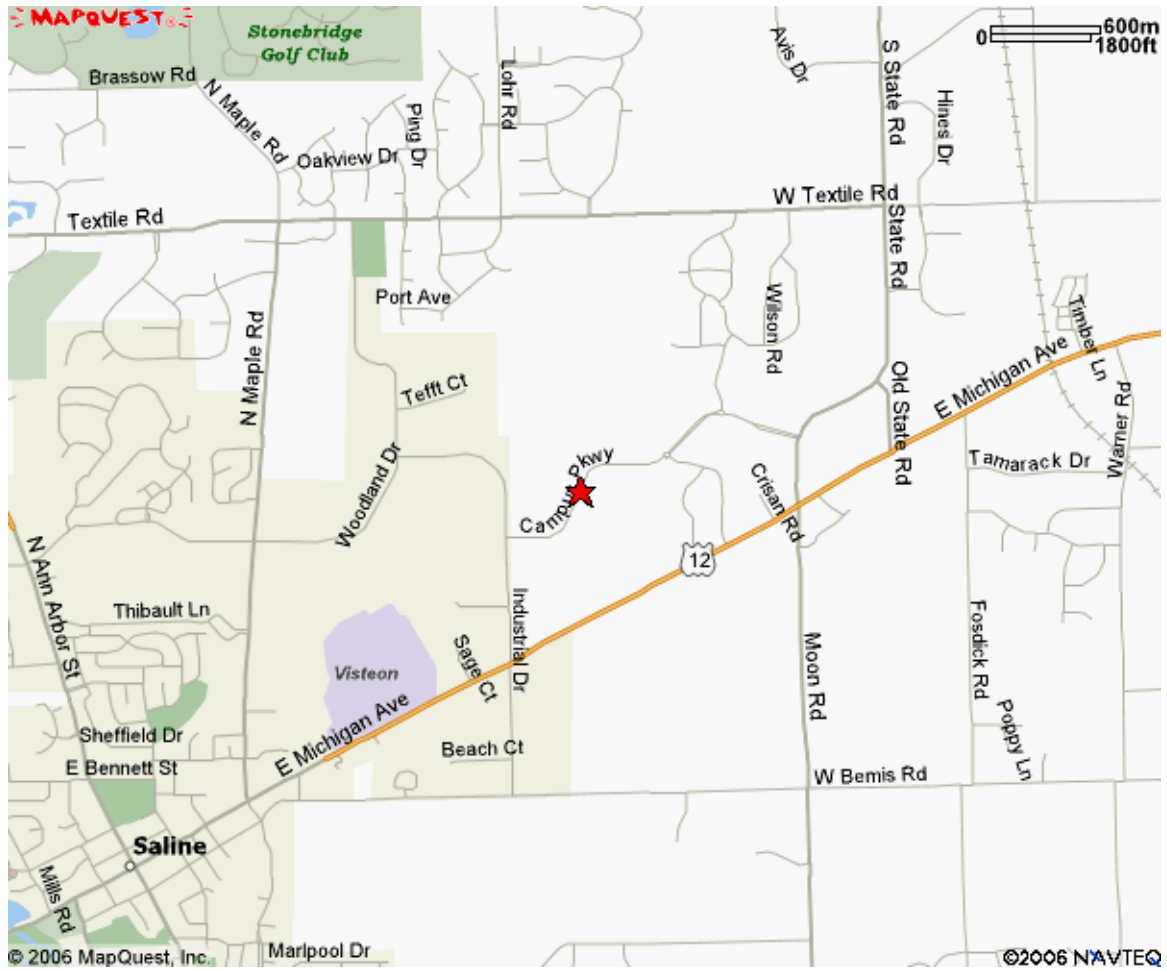 MAPQUEST®
600m
0
1800ft
Stonebridge
Golf Club
Avis Dr
S State Rd
Brassow Rd
Lohr Rd
N Maple Rd
Ping Dr
Hines Dr
Oakview Dr
W Textile Rd
Textile Rd
State Rd
Port Ave
Wilson Rd
Timber Ln
N Maple Rd
E Michigan Ave
Tefft Ct
Old State Rd
Warner Rd
Woodland Dr
Tamarack Dr
Crisan Rd
Pkwy
12
N Ann Arbor St
Thibault Ln
Industrial Dr
Fosdick Rd
Sage Ct
Moon Rd
Visteon
E Michigan Ave
Sheffield Dr
Poppy Ln
Beach Ct
E Bennett St
W Bemis Rd
Saline
Mills Rd
Marlpool Dr
© 2006 MapQuest, Inc.
©2006 NAVTEQ